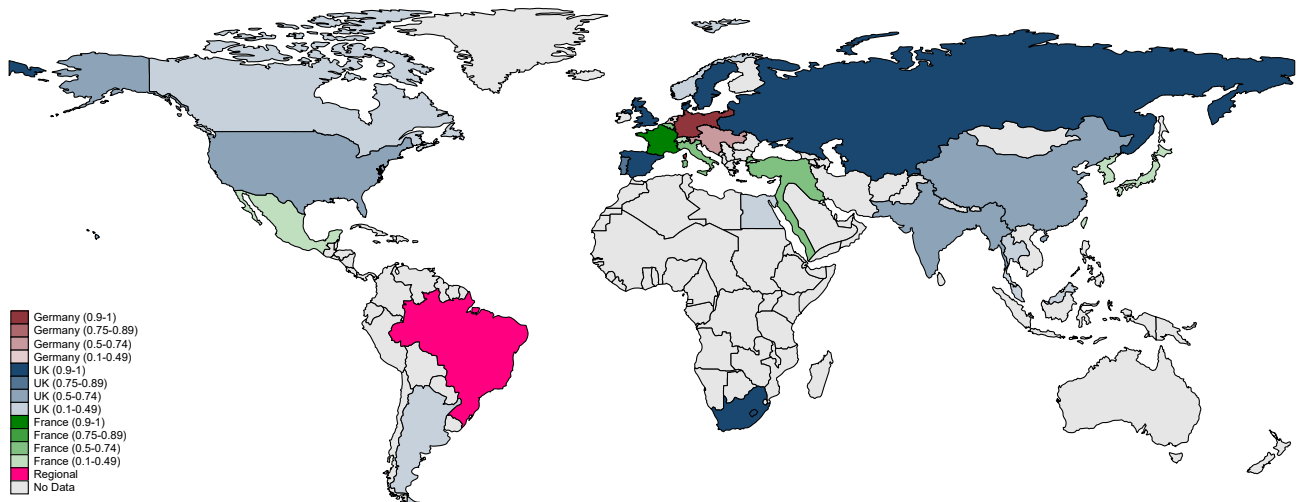 Germany (0.9-1)
Germany (0.75-0.89)
Germany (0.5-0.74)
Germany (0.1-0.49)
UK (0.9-1)
UK (0.75-0.89)
UK (0.5-0.74)
UK (0.1-0.49)
France (0.9-1)
France (0.75-0.89)
France (0.5-0.74)
France (0.1-0.49)
Regional
No Data